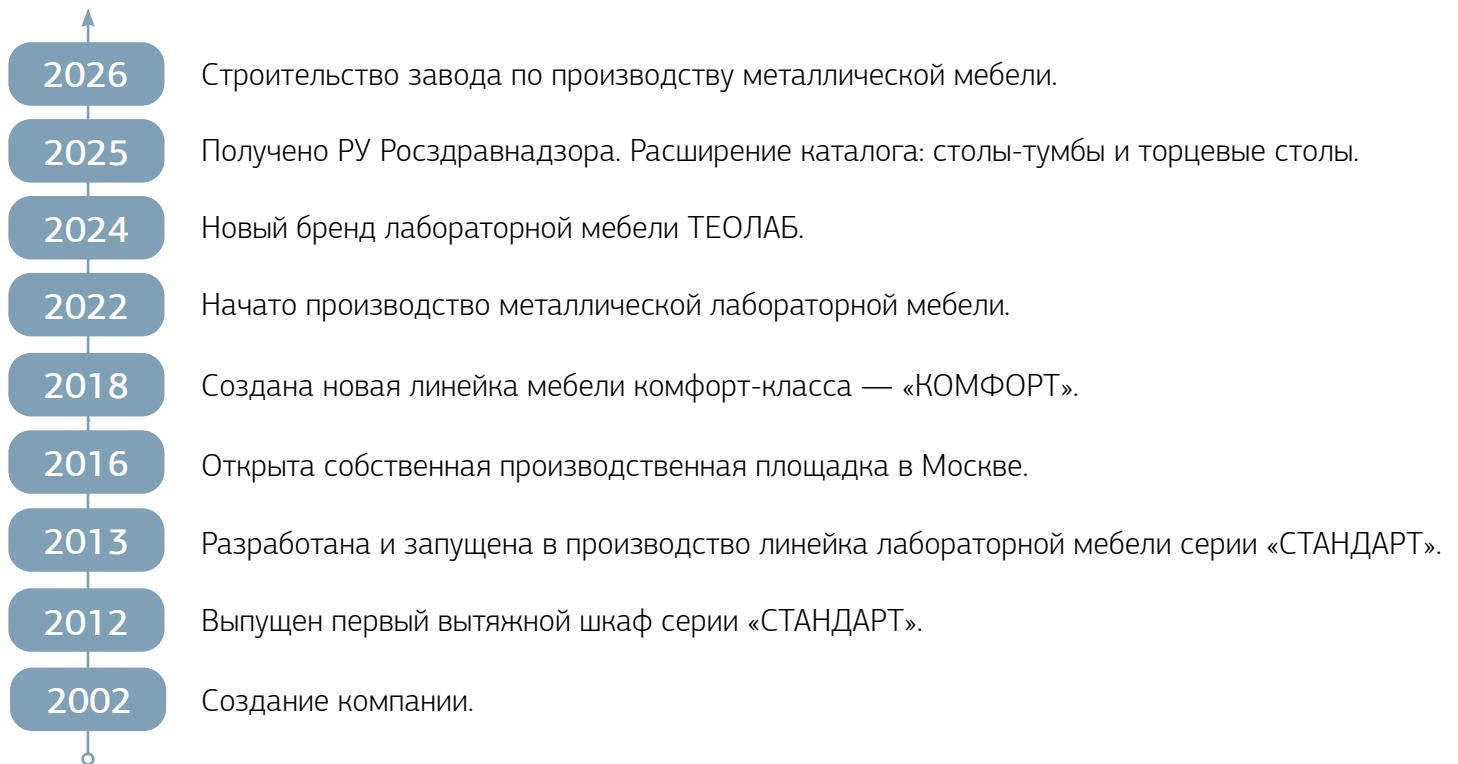 2026 Строительство завода по производству металлической мебели.
2025 Получено РУ Росздравнадзора. Расширение каталога: столы-тумбы и торцевые столы.
2024 Новый бренд лабораторной мебели ТЕОЛАБ.
2022 Начато производство металлической лабораторной мебели.
2018 Создана новая линейка мебели комфорт-класса — «КОМФОРТ».
2016 Открыта собственная производственная площадка в Москве.
2013 Разработана и запущена в производство линейка лабораторной мебели серии «СТАНДАРТ».
2012 Выпущен первый вытяжной шкаф серии «СТАНДАРТ».
2002 Создание компании.